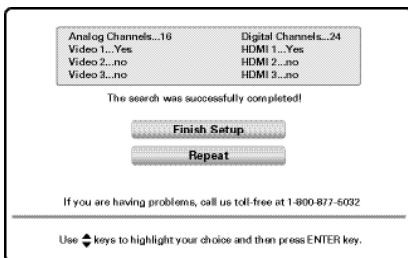 Analog Channels...16 Digital Channels...24
Video 1...Yes HDMI 1...Yes
Video 2...no HDMI 2...no
Video 3...no HDMI 3...no
The search was successfully completed!
Finish Setup
Repeat
If you are having problems, call us toll-free at 1-800-877-5032
Use keys to highlight your choice and then press ENTER key.